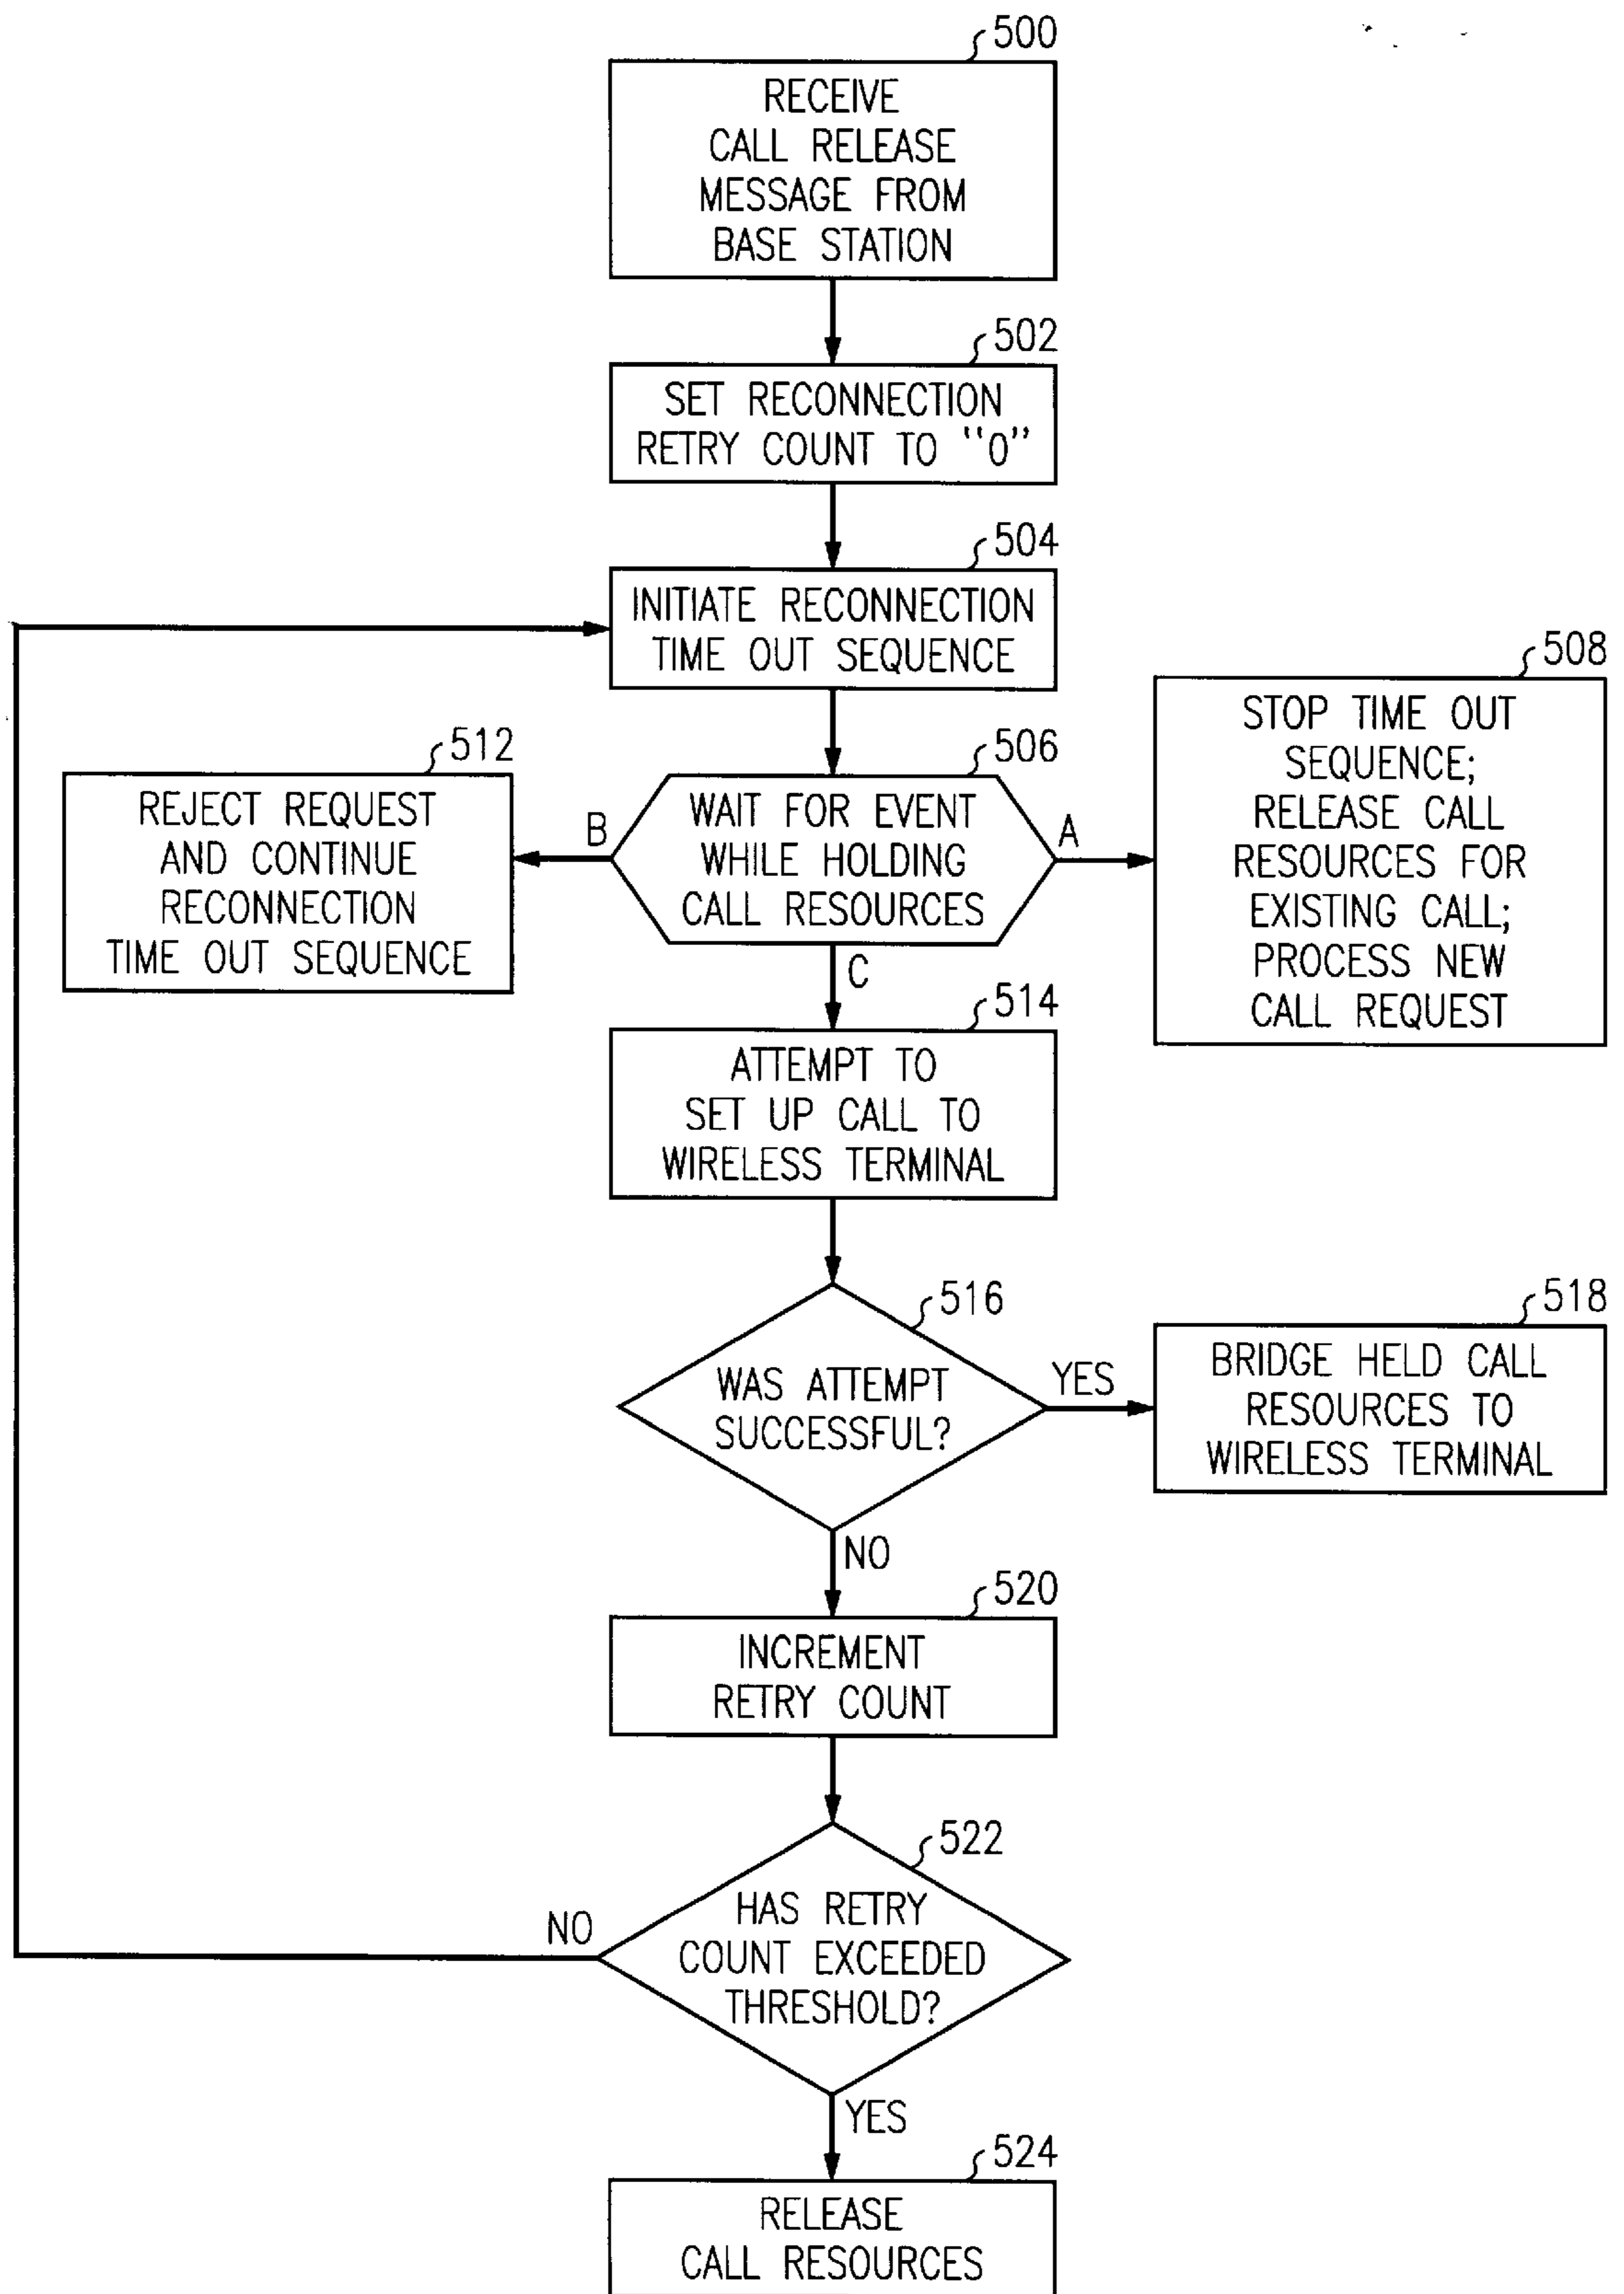 500
RECEIVE
CALL RELEASE
MESSAGE FROM
BASE STATION
502
SET RECONNECTION
RETRY COUNT TO "0"
504
INITIATE RECONNECTION
TIME OUT SEQUENCE
508
STOP TIME OUT
SEQUENCE;
RELEASE CALL
RESOURCES FOR
EXISTING CALL;
PROCESS NEW
CALL REQUEST
512
REJECT REQUEST
AND CONTINUE
RECONNECTION
TIME OUT SEQUENCE
B
506
WAIT FOR EVENT
WHILE HOLDING
CALL RESOURCES
A
C
514
ATTEMPT TO
SET UP CALL TO
WIRELESS TERMINAL
516
WAS ATTEMPT
SUCCESSFUL?
YES
518
BRIDGE HELD CALL
RESOURCES TO
WIRELESS TERMINAL
NO
520
INCREMENT
RETRY COUNT
522
HAS RETRY
COUNT EXCEEDED
THRESHOLD?
NO
YES
524
RELEASE
CALL RESOURCES